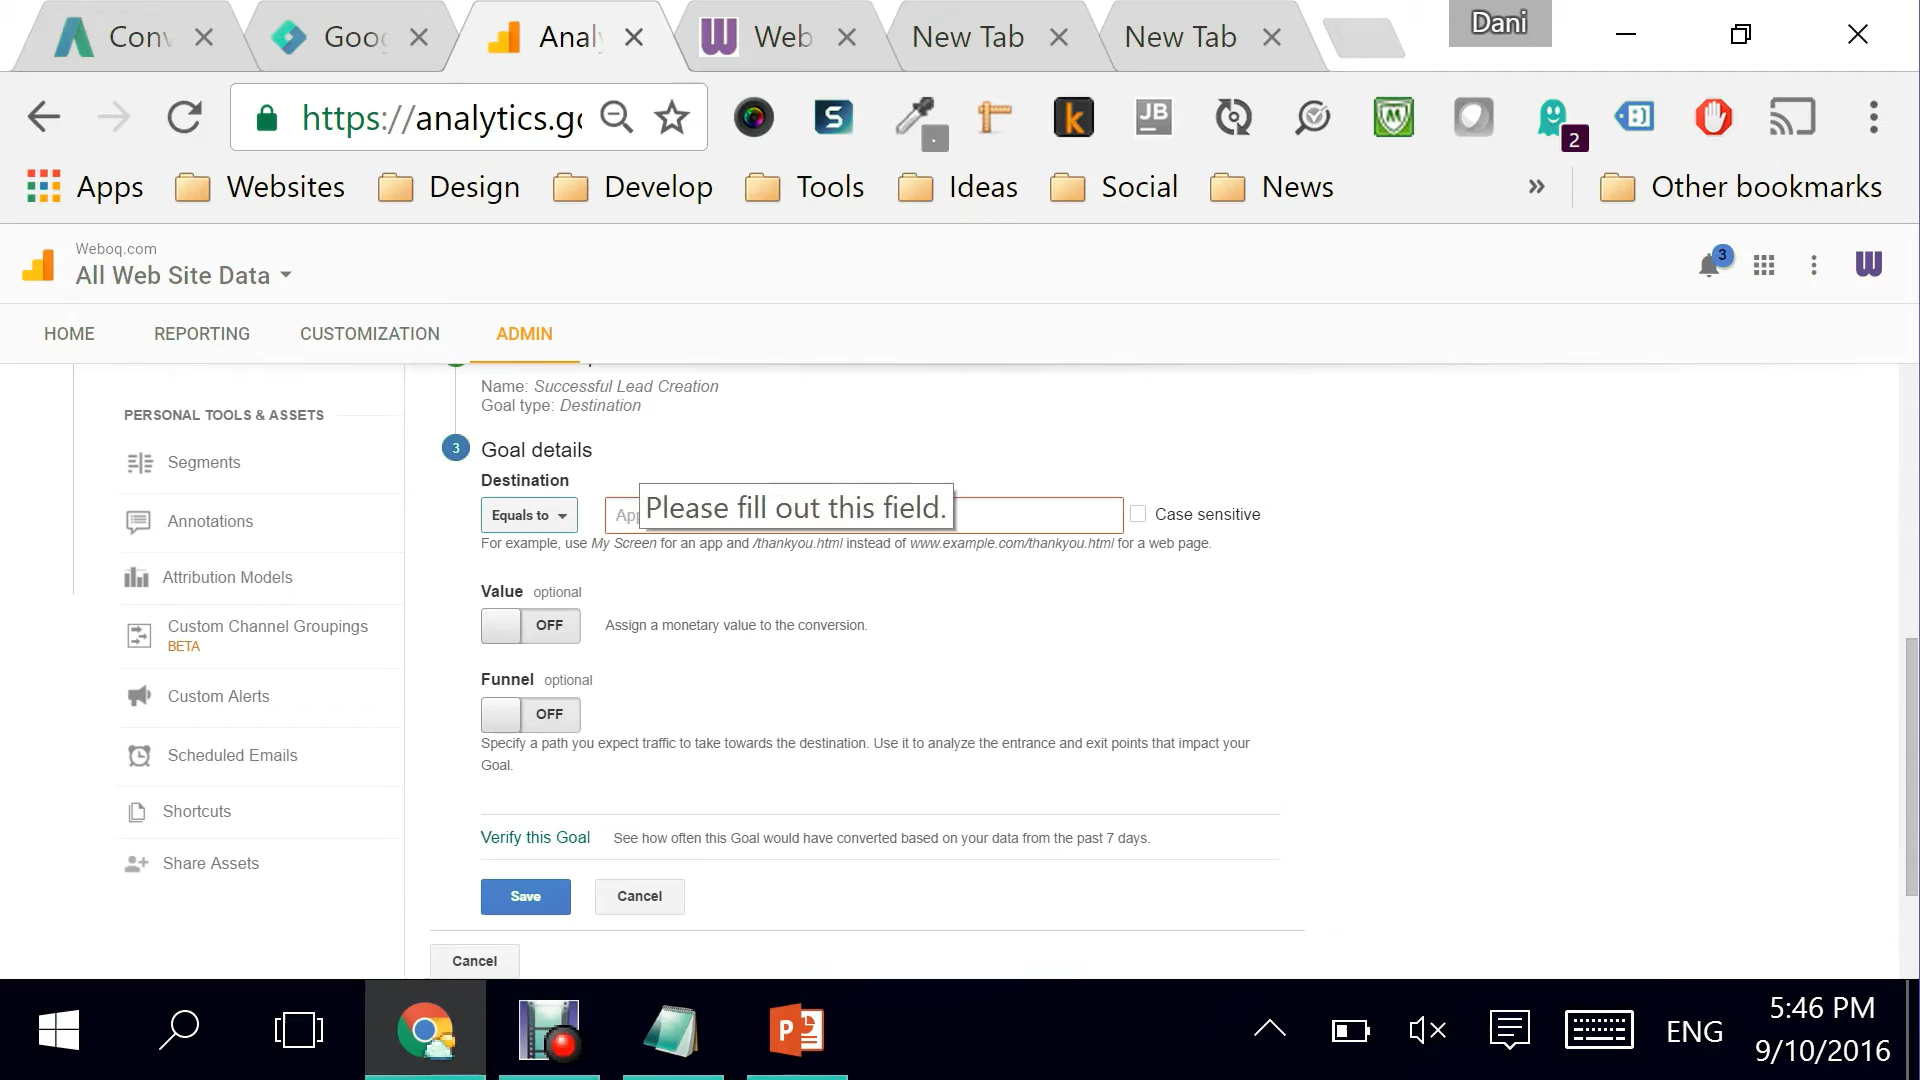 Conv
Goog
Analy
Web
New Tab
New Tab
Dani
https://analytics.go
2
Apps
Websites
Design
Develop
Tools
Ideas
Social
News
»
Other bookmarks
Weboq.com
All Web Site Data
3
HOME
REPORTING
CUSTOMIZATION
ADMIN
PERSONAL TOOLS & ASSETS
Segments
Annotations
Attribution Models
Custom Channel Groupings
BETA
Custom Alerts
Scheduled Emails
Shortcuts
Share Assets
Name: Successful Lead Creation
Goal type: Destination
3 Goal details
Destination
Equals to
App
Please fill out this field.
Case sensitive
For example, use My Screen for an app and /thankyou.html instead of www.example.com/thankyou.html for a web page.
Value optional
OFF
Assign a monetary value to the conversion.
Funnel optional
OFF
Specify a path you expect traffic to take towards the destination. Use it to analyze the entrance and exit points that impact your
Goal.
Verify this Goal See how often this Goal would have converted based on your data from the past 7 days.
Save
Cancel
Cancel
ENG
5:46 PM
9/10/2016